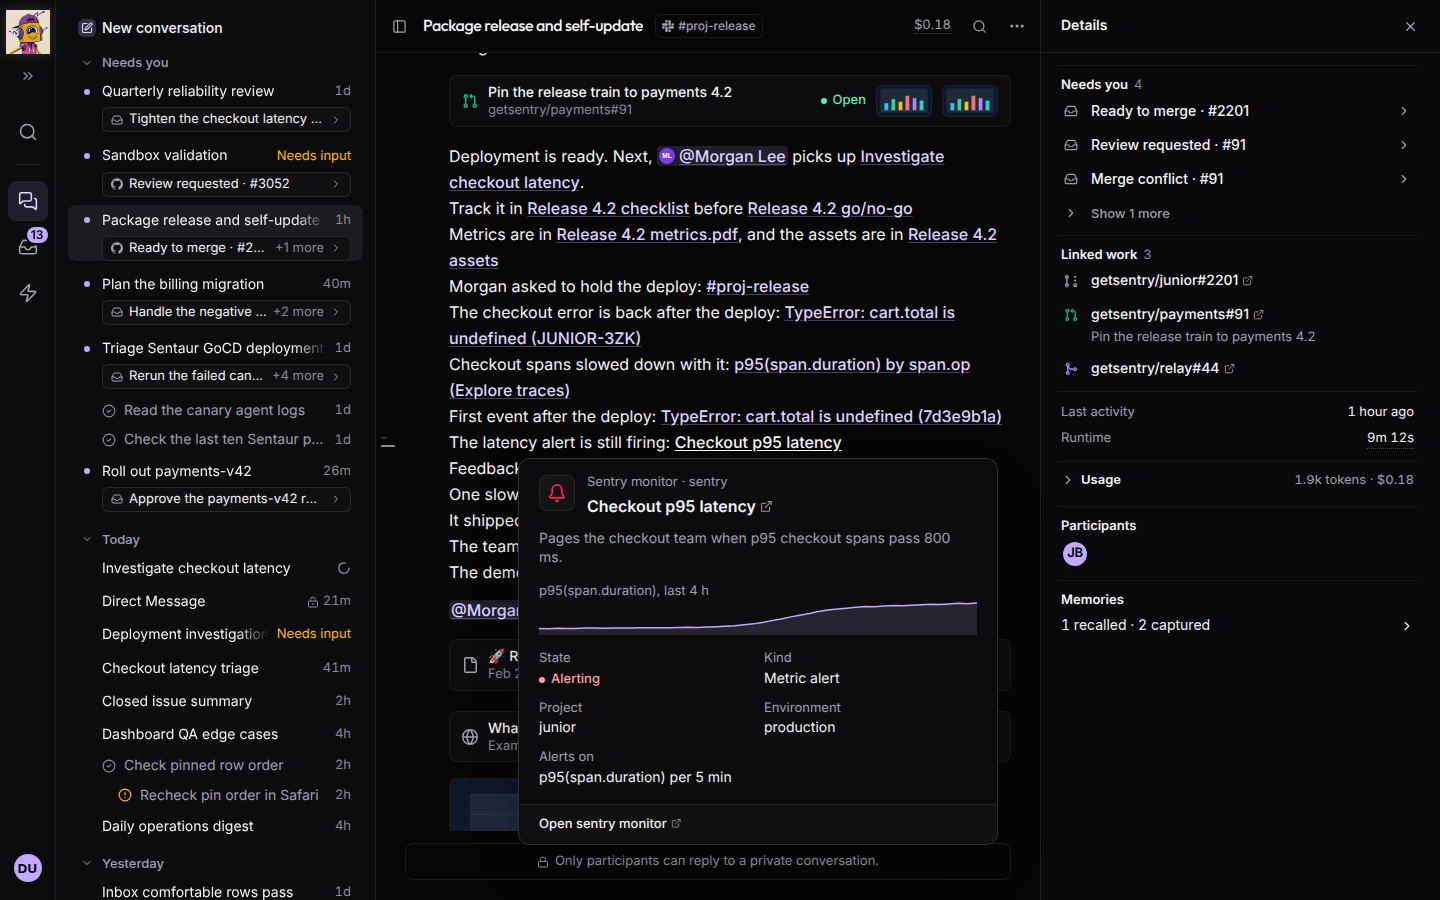 New conversation
Needs you
Quarterly reliability review 1d
Tighten the checkout latency ...
Sandbox validation Needs input
Review requested · #3052
Package release and self-update 1h
Ready to merge · #2... +1 more
13
Plan the billing migration 40m
Handle the negative ... +2 more
Triage Sentaur GoCD deployment 1d
Rerun the failed can... +4 more
Read the canary agent logs 1d
Check the last ten Sentaur p... 1d
Roll out payments-v42 26m
Approve the payments-v42 r...
Today
Investigate checkout latency
Direct Message 21m
Deployment investigation Needs input
Checkout latency triage 41m
Closed issue summary 2h
Dashboard QA edge cases 4h
Check pinned row order 2h
Recheck pin order in Safari 2h
Daily operations digest 4h
Yesterday
Inbox comfortable rows pass 1d
DU
Package release and self-update #proj-release $0.18
Pin the release train to payments 4.2
getsentry/payments#91
Open
Deployment is ready. Next, ML @Morgan Lee picks up Investigate
checkout latency.
Track it in Release 4.2 checklist before Release 4.2 go/no-go
Metrics are in Release 4.2 metrics.pdf, and the assets are in Release 4.2
assets
Morgan asked to hold the deploy: #proj-release
The checkout error is back after the deploy: TypeError: cart.total is
undefined (JUNIOR-3ZK)
Checkout spans slowed down with it: p95(span.duration) by span.op
(Explore traces)
First event after the deploy: TypeError: cart.total is undefined (7d3e9b1a)
The latency alert is still firing: Checkout p95 latency
Feedback
One slow
It shipped
The team
The demo
@Morgan
🚀 R
Feb 2
Wha
Exam
Sentry monitor · sentry
Checkout p95 latency
Pages the checkout team when p95 checkout spans pass 800
ms.
p95(span.duration), last 4 h
State Kind
Alerting Metric alert
Project Environment
junior production
Alerts on
p95(span.duration) per 5 min
Open sentry monitor
Only participants can reply to a private conversation.
Details
Needs you 4
Ready to merge · #2201
Review requested · #91
Merge conflict · #91
Show 1 more
Linked work 3
getsentry/junior#2201
getsentry/payments#91
Pin the release train to payments 4.2
getsentry/relay#44
Last activity 1 hour ago
Runtime 9m 12s
Usage 1.9k tokens · $0.18
Participants
JB
Memories
1 recalled · 2 captured